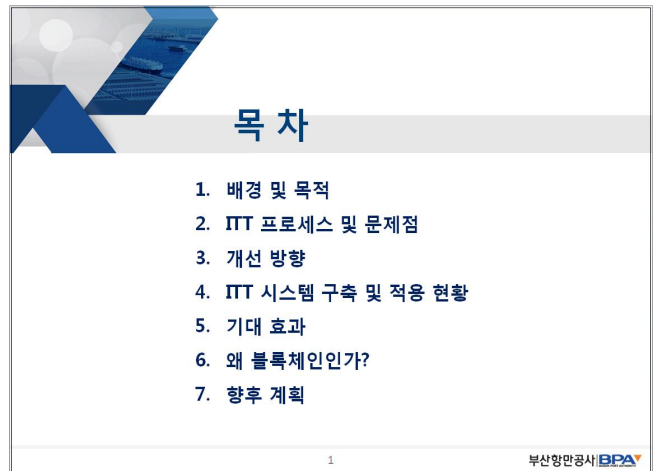 목 차
1. 배경 및 목적
2. ITT 프로세스 및 문제점
3. 개선 방향
4. ITT 시스템 구축 및 적용 현황
5. 기대 효과
6. 왜 블록체인인가?
7. 향후 계획
1
부산항만공사 BPA
BUSAN PORT AUTHORITY